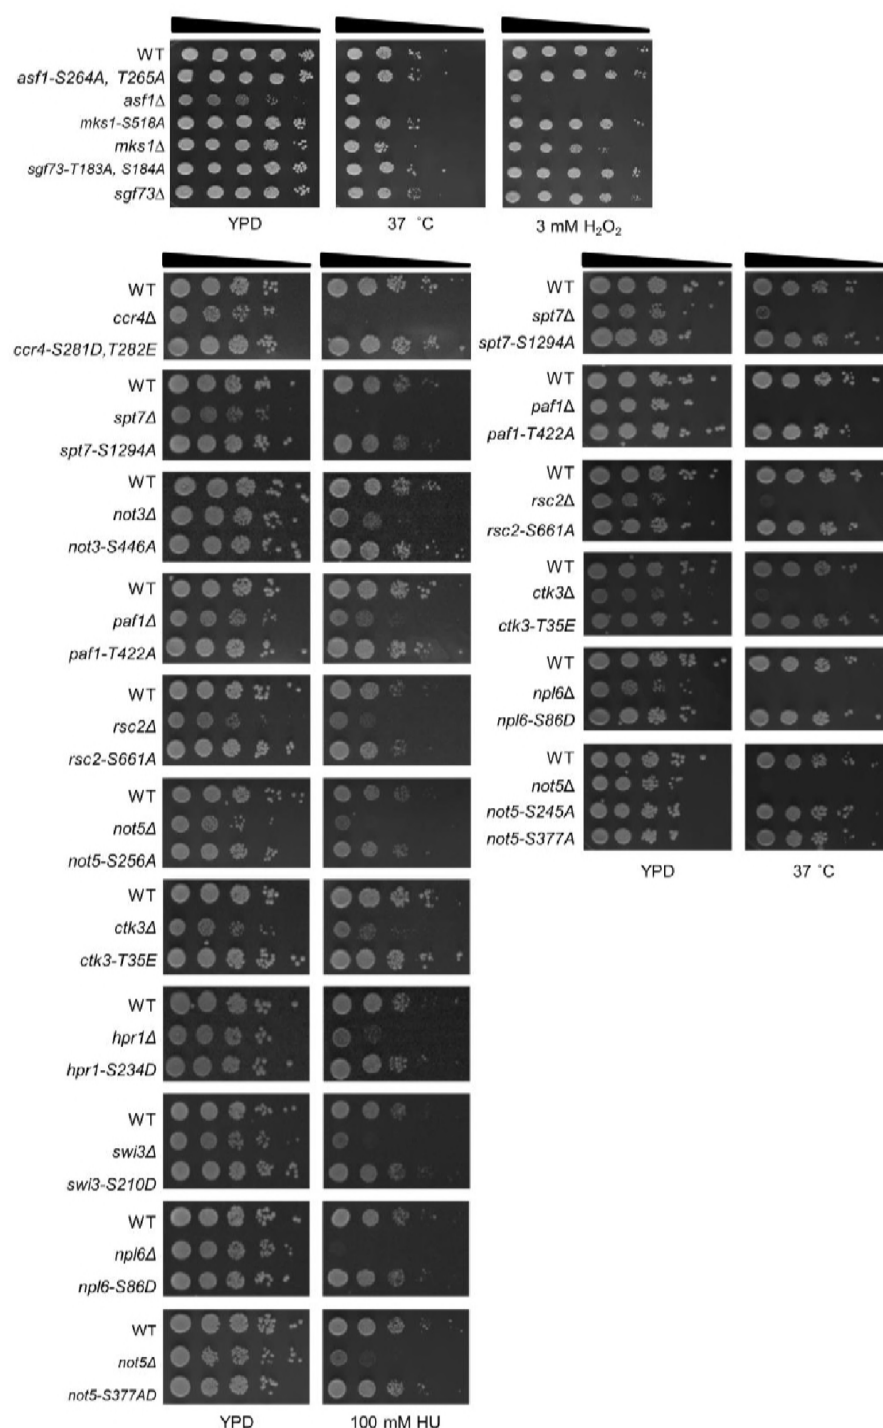 WT
asf1-S264A, T265A
asf1Δ
mks1-S518A
mks1Δ
sgf73-T183A, S184A
sgf73Δ
YPD
37 °C
3 mM H₂O₂
WT
ccr4Δ
ccr4-S281D,T282E
WT
spt7Δ
spt7-S1294A
WT
not3Δ
not3-S446A
WT
paf1Δ
paf1-T422A
WT
rsc2Δ
rsc2-S661A
WT
not5Δ
not5-S256A
WT
ctk3Δ
ctk3-T35E
WT
hpr1Δ
hpr1-S234D
WT
swi3Δ
swi3-S210D
WT
npl6Δ
npl6-S86D
WT
not5Δ
not5-S377AD
YPD
100 mM HU
WT
spt7Δ
spt7-S1294A
WT
paf1Δ
paf1-T422A
WT
rsc2Δ
rsc2-S661A
WT
ctk3Δ
ctk3-T35E
WT
npl6Δ
npl6-S86D
WT
not5Δ
not5-S245A
not5-S377A
YPD
37 °C